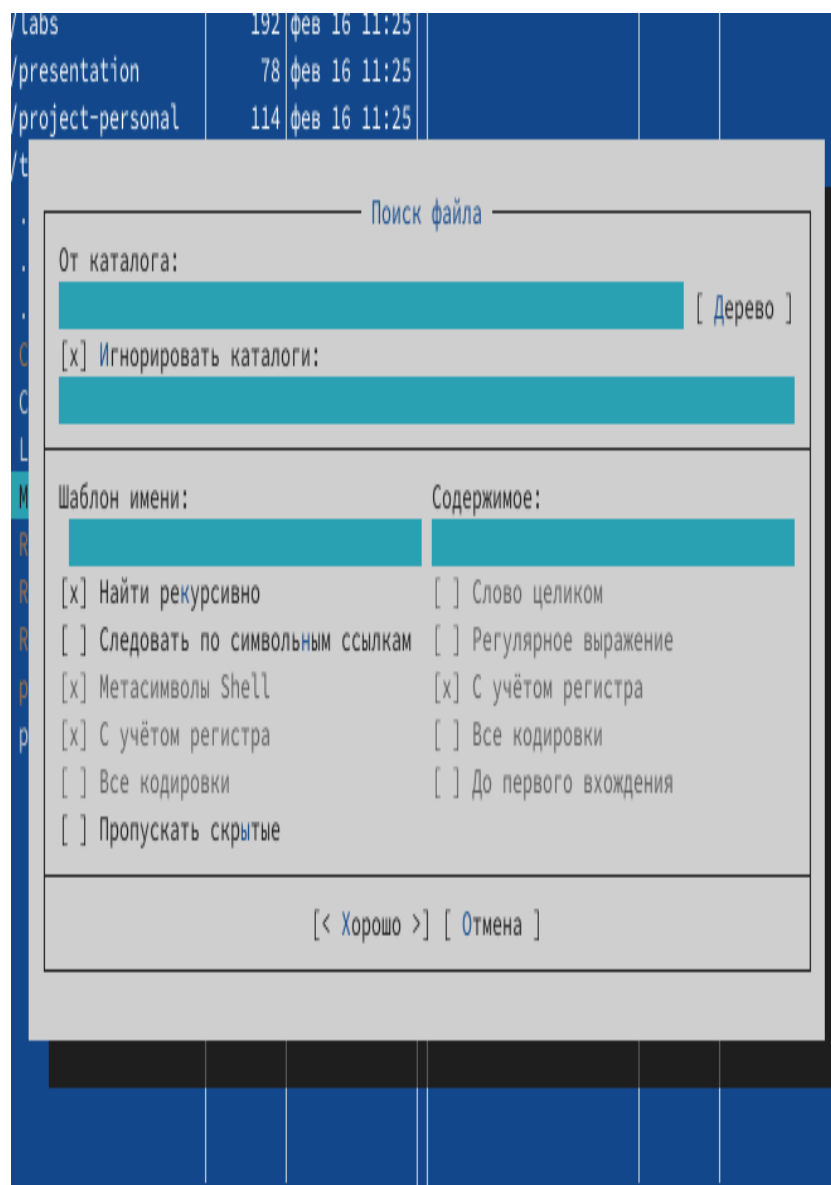 /labs 192 фев 16 11:25
/presentation 78 фев 16 11:25
/project-personal 114 фев 16 11:25
/t
Поиск файла
От каталога:
[ Дерево ]
[x] Игнорировать каталоги:
C
C
L
M
Шаблон имени: Содержимое:
R
R [x] Найти рекурсивно [ ] Слово целиком
R [ ] Следовать по символьным ссылкам [ ] Регулярное выражение
p [x] Метасимволы Shell [x] С учётом регистра
p [x] С учётом регистра [ ] Все кодировки
[ ] Все кодировки [ ] До первого вхождения
[ ] Пропускать скрытые
[< Хорошо >] [ Отмена ]